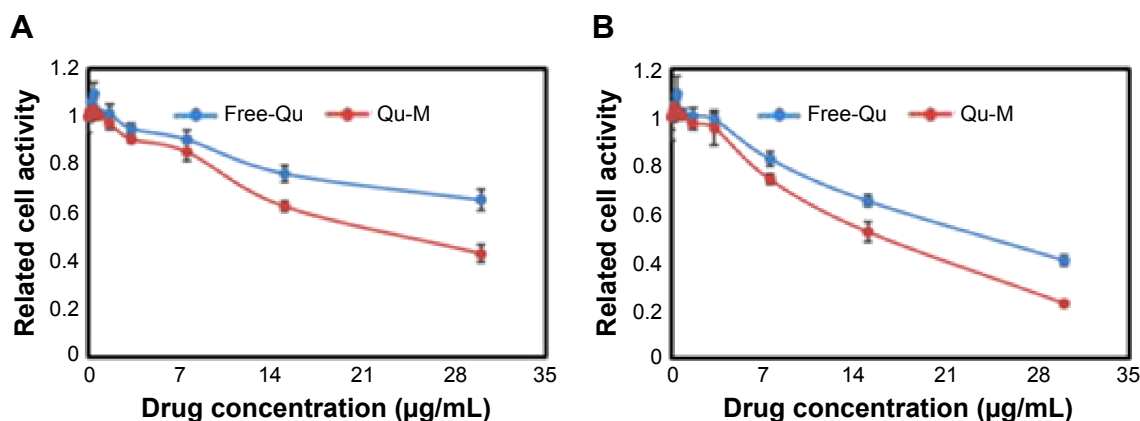 A
1.2
1
0.8
0.6
0.4
0.2
0
Related cell activity
Free-Qu
Qu-M
0 7 14 21 28 35
Drug concentration (µg/mL)
B
1.2
1
0.8
0.6
0.4
0.2
0
Related cell activity
Free-Qu
Qu-M
0 7 14 21 28 35
Drug concentration (µg/mL)